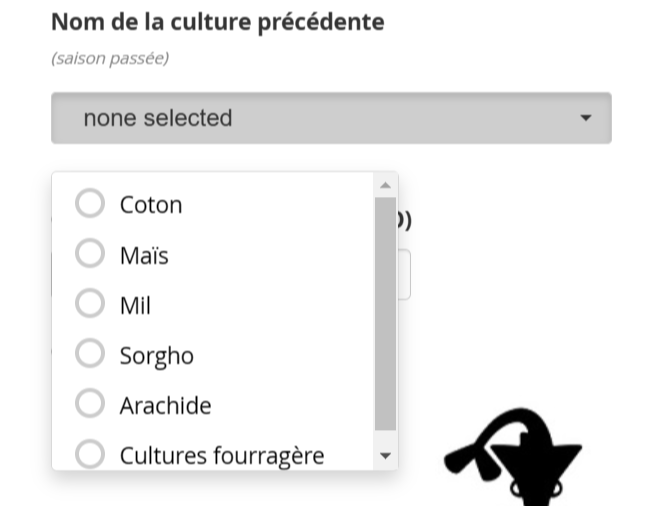 Nom de la culture précédente
(saison passée)
none selected
Coton
Maïs
Mil
Sorgho
Arachide
Cultures fourragère